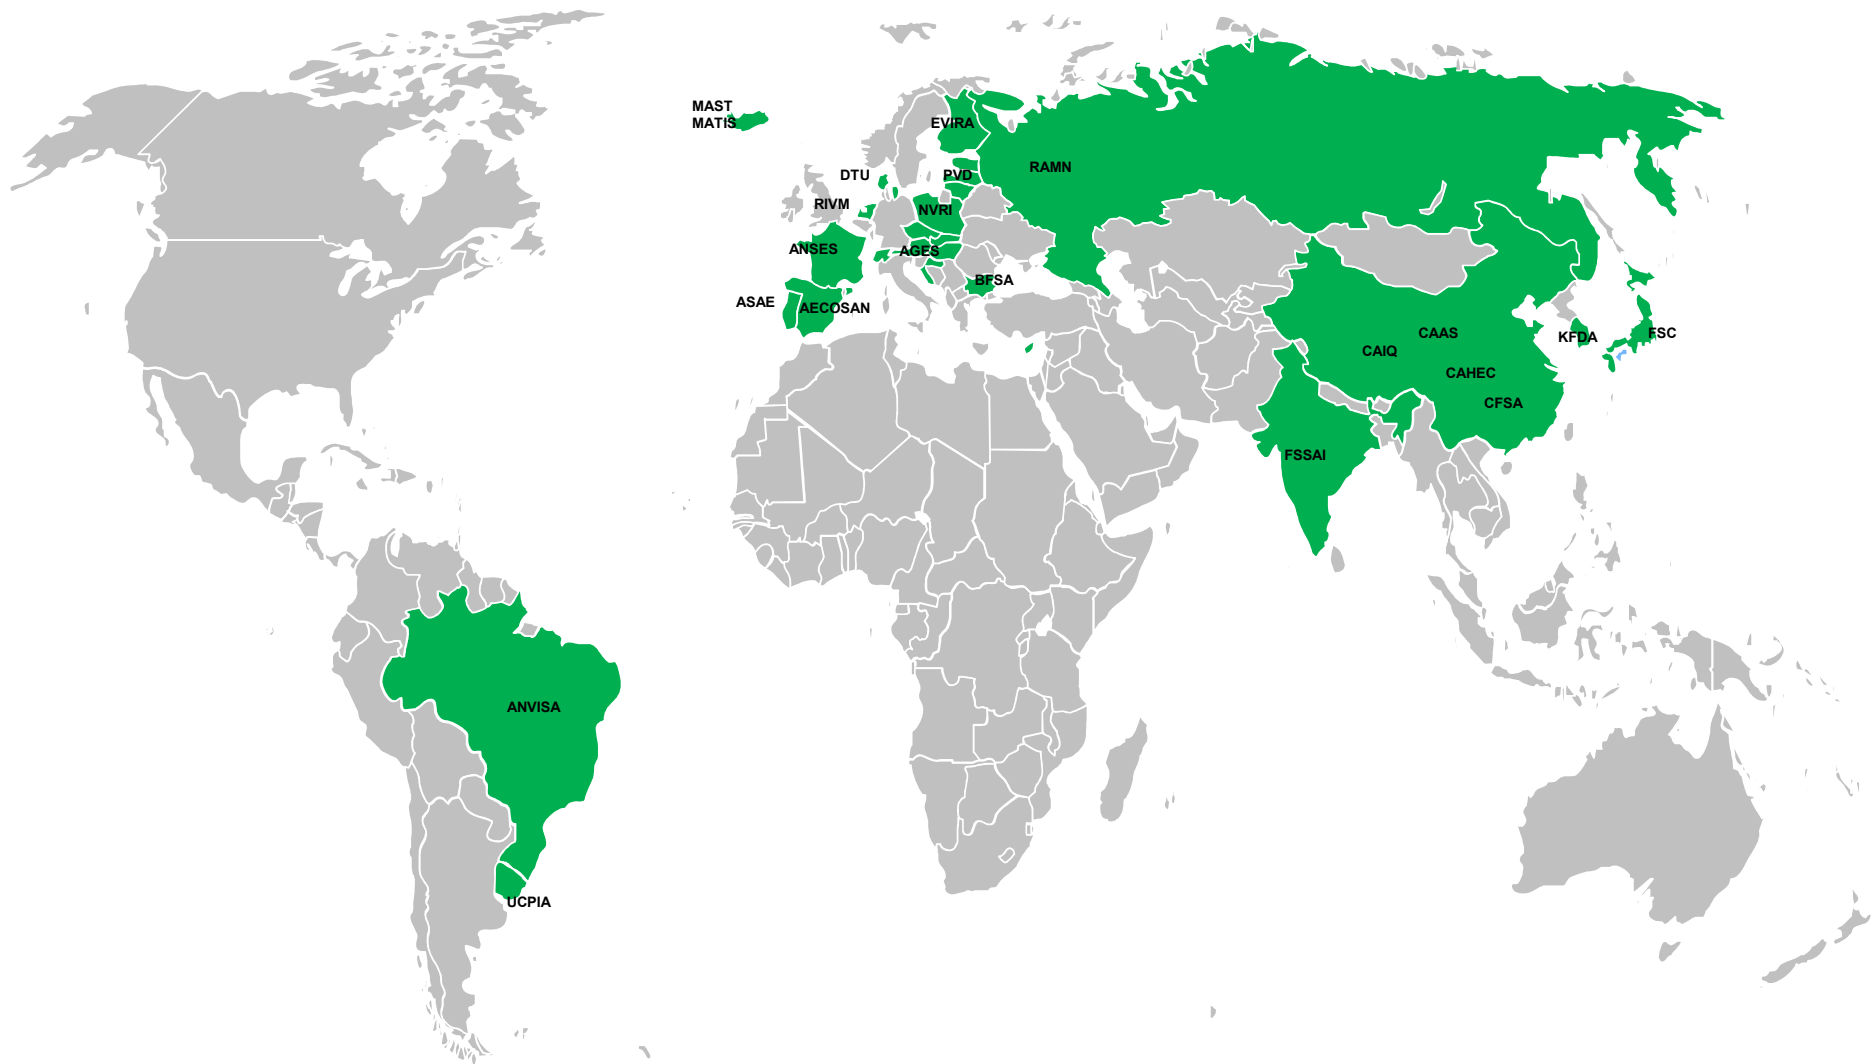 MAST
MATIS
EVIRA
RAMN
DTU
PVD
RIVM
NVRI
ANSES
AGES
BFSA
ASAE
AECOSAN
CAAS
KFDA
FSC
CAIQ
CAHEC
CFSA
FSSAI
ANVISA
UCPIA